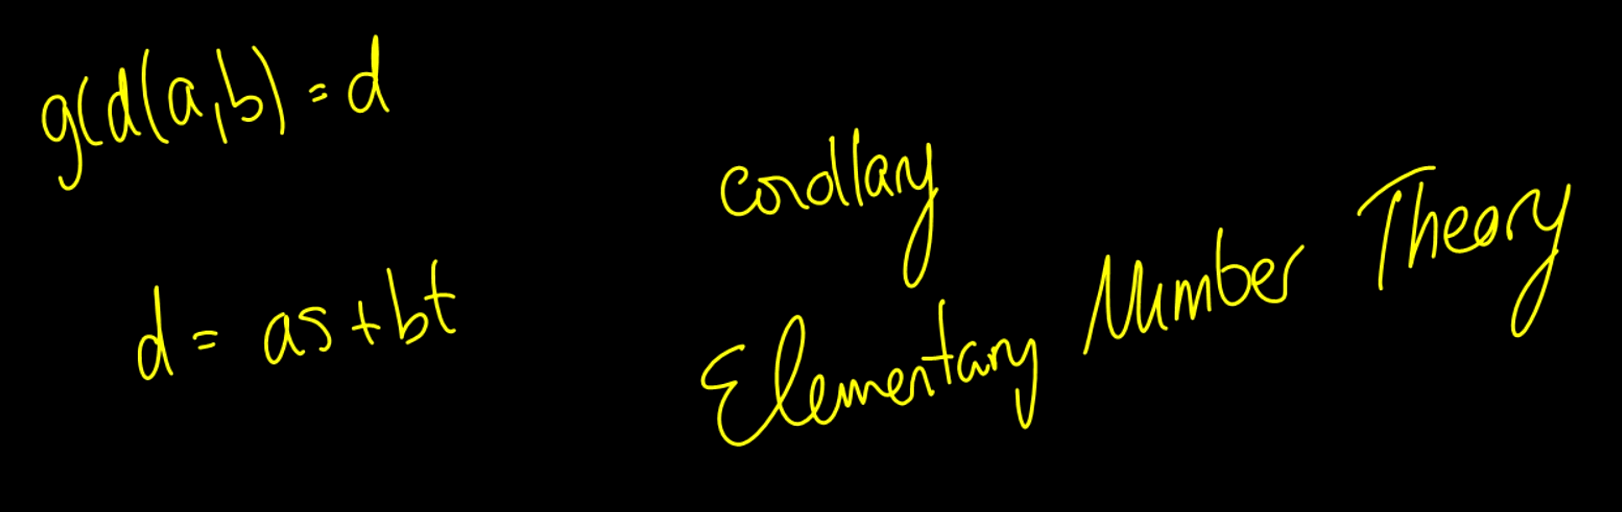 gcd(a,b) = d
corollary
d = as + bt
Elementary Number Theory